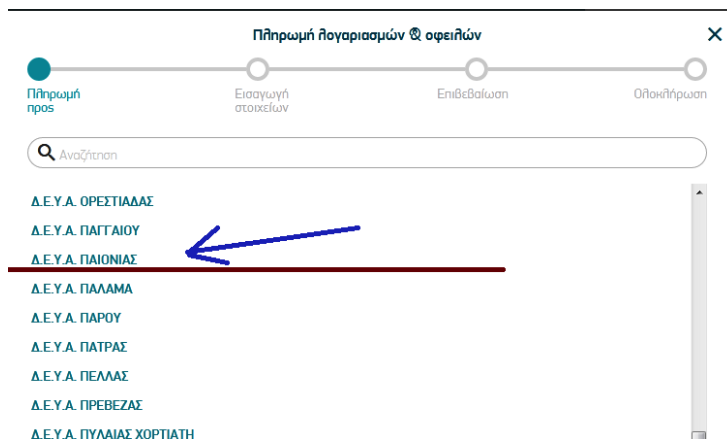 Πληρωμή λογαριασμών & οφειλών
Πληρωμή
προς
Εισαγωγή
στοιχείων
Επιβεβαίωση
Ολοκλήρωση
Αναζήτηση
Δ.Ε.Υ.Α. ΟΡΕΣΤΙΑΔΑΣ
Δ.Ε.Υ.Α. ΠΑΓΓΑΙΟΥ
Δ.Ε.Υ.Α. ΠΑΙΟΝΙΑΣ
Δ.Ε.Υ.Α. ΠΑΛΑΜΑ
Δ.Ε.Υ.Α. ΠΑΡΟΥ
Δ.Ε.Υ.Α. ΠΑΤΡΑΣ
Δ.Ε.Υ.Α. ΠΕΛΛΑΣ
Δ.Ε.Υ.Α. ΠΡΕΒΕΖΑΣ
Δ.Ε.Υ.Α. ΠΥΛΑΙΑΣ ΧΟΡΤΙΑΤΗ